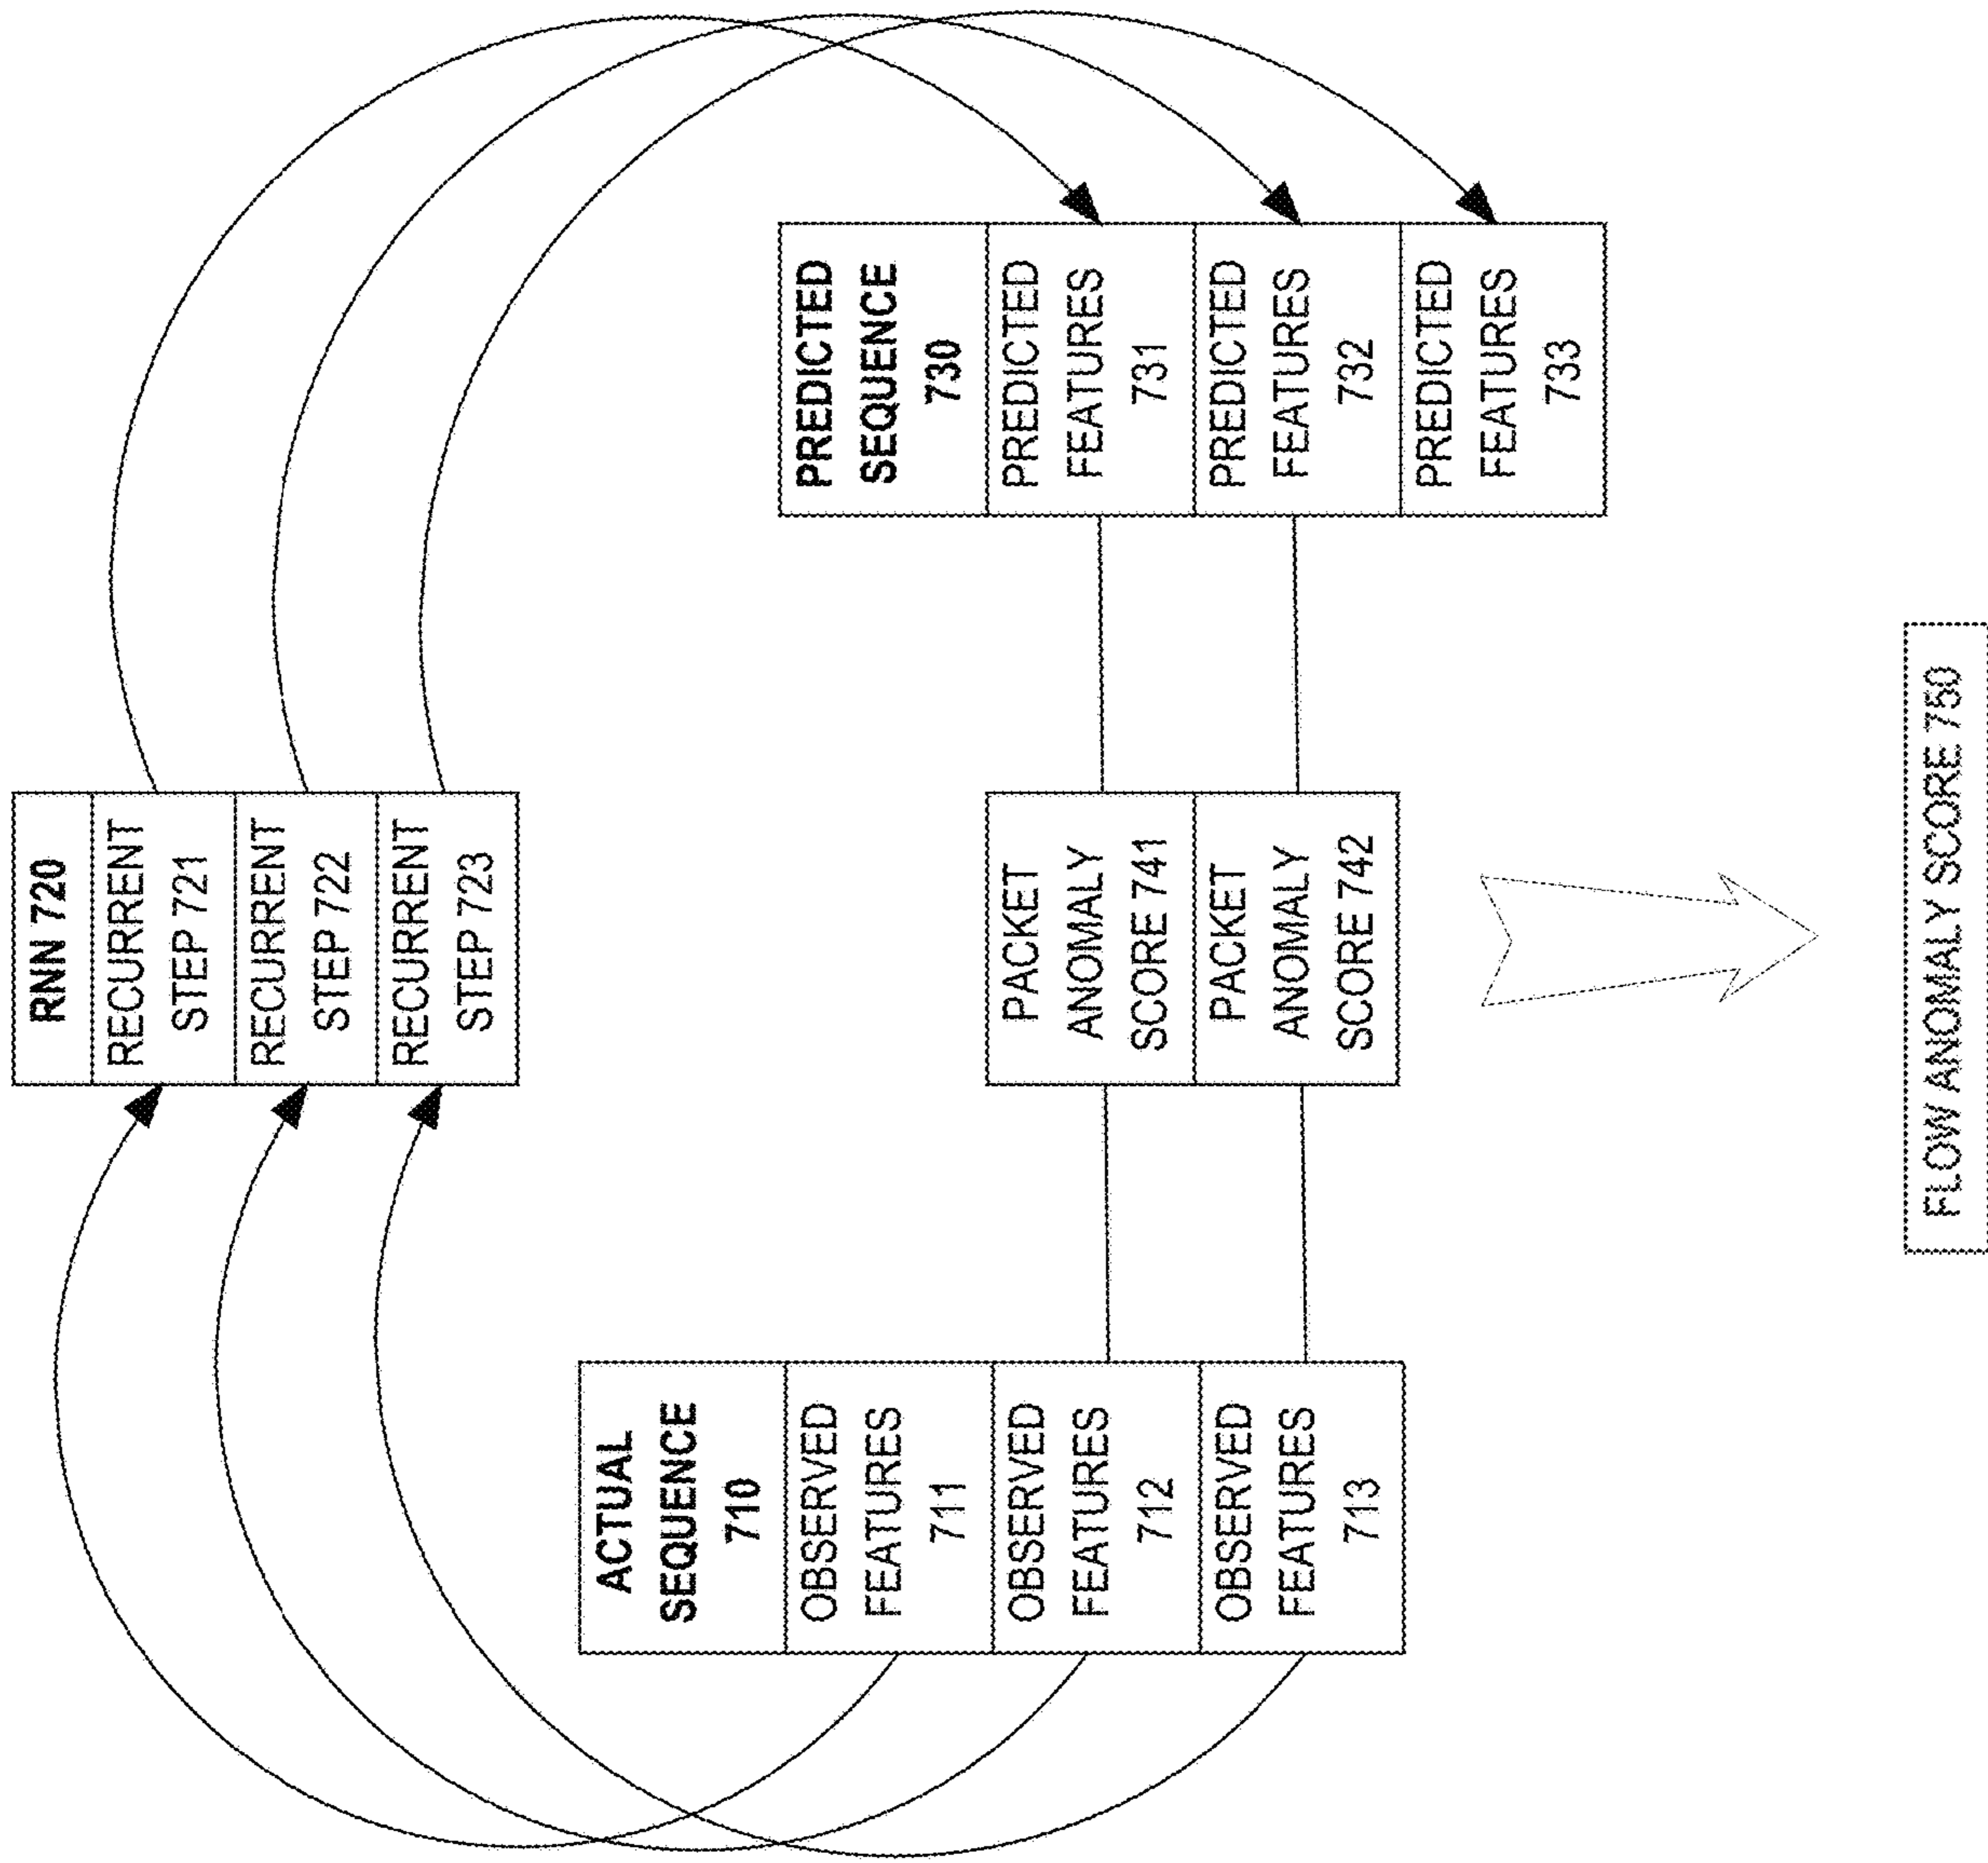 RNN 720
RECURRENT
STEP 721
RECURRENT
STEP 722
RECURRENT
STEP 723
ACTUAL
SEQUENCE
710
OBSERVED
FEATURES
711
OBSERVED
FEATURES
712
OBSERVED
FEATURES
713
PACKET
ANOMALY
SCORE 741
PACKET
ANOMALY
SCORE 742
PREDICTED
SEQUENCE
730
PREDICTED
FEATURES
731
PREDICTED
FEATURES
732
PREDICTED
FEATURES
733
FLOW ANOMALY SCORE 750